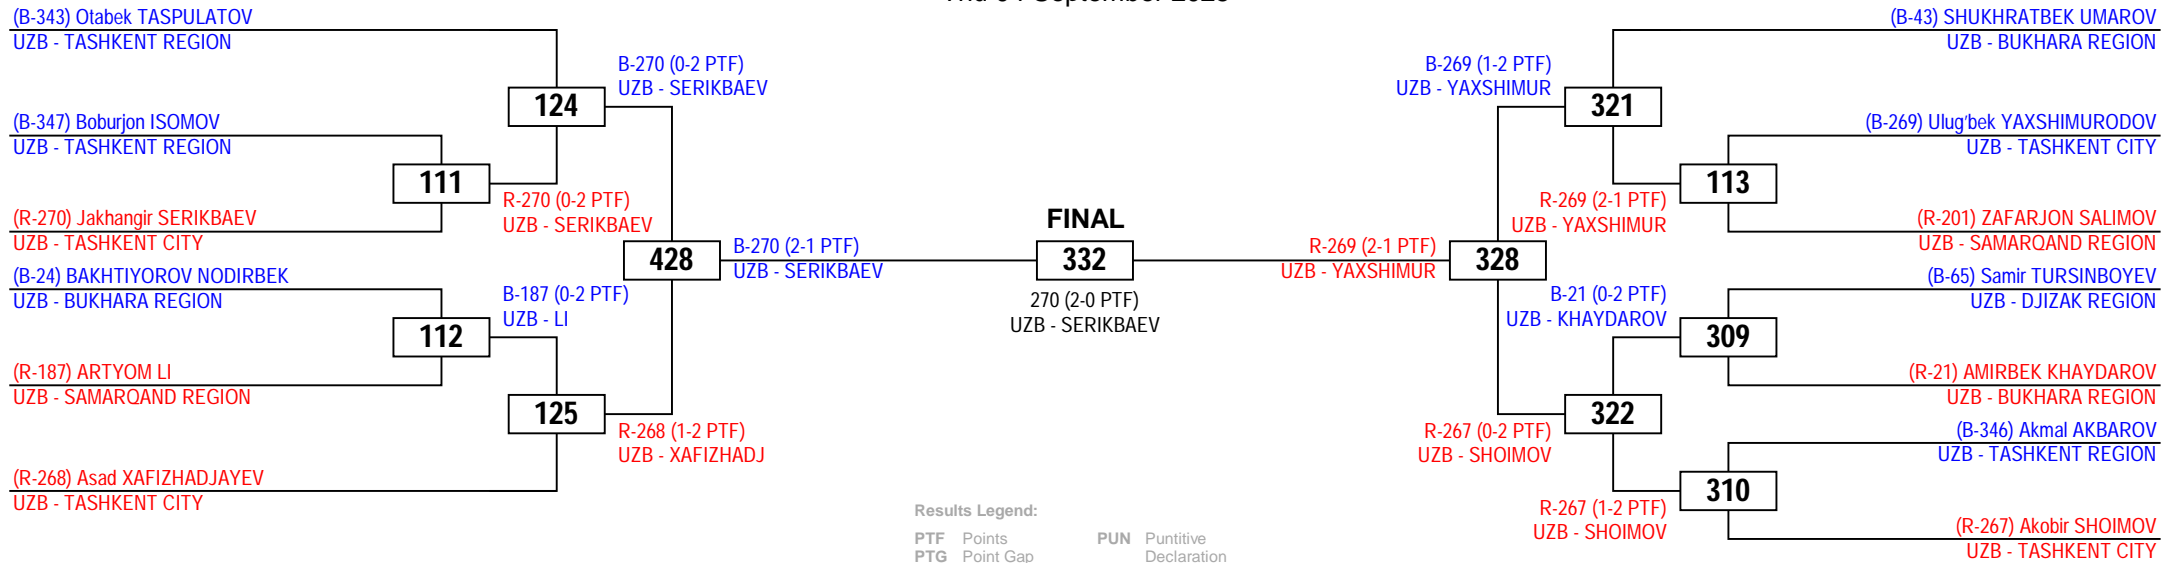 (B-343) Otabek TASPULATOV
UZB - TASHKENT REGION
(B-347) Boburjon ISOMOV
UZB - TASHKENT REGION
(R-270) Jakhangir SERIKBAEV
UZB - TASHKENT CITY
(B-24) BAKHTIYOROV NODIRBEK
UZB - BUKHARA REGION
(R-187) ARTYOM LI
UZB - SAMARQAND REGION
(R-268) Asad XAFIZHADJAYEV
UZB - TASHKENT CITY
111
112
R-270 (0-2 PTF)
UZB - SERIKBAEV
B-187 (0-2 PTF)
UZB - LI
124
125
B-270 (0-2 PTF)
UZB - SERIKBAEV
R-268 (1-2 PTF)
UZB - XAFIZHADJ
428
B-270 (2-1 PTF)
UZB - SERIKBAEV
FINAL
332
270 (2-0 PTF)
UZB - SERIKBAEV
R-269 (2-1 PTF)
UZB - YAXSHIMUR
328
B-269 (1-2 PTF)
UZB - YAXSHIMUR
R-267 (0-2 PTF)
UZB - SHOIMOV
321
322
R-269 (2-1 PTF)
UZB - YAXSHIMUR
B-21 (0-2 PTF)
UZB - KHAYDAROV
R-267 (1-2 PTF)
UZB - SHOIMOV
113
309
310
(B-43) SHUKHRATBEK UMAROV
UZB - BUKHARA REGION
(B-269) Ulug'bek YAXSHIMURODOV
UZB - TASHKENT CITY
(R-201) ZAFARJON SALIMOV
UZB - SAMARQAND REGION
(B-65) Samir TURSINBOYEV
UZB - DJIZAK REGION
(R-21) AMIRBEK KHAYDAROV
UZB - BUKHARA REGION
(B-346) Akmal AKBAROV
UZB - TASHKENT REGION
(R-267) Akobir SHOIMOV
UZB - TASHKENT CITY
Results Legend:
PTF Points PUN Puntitive
PTG Point Gap Declaration